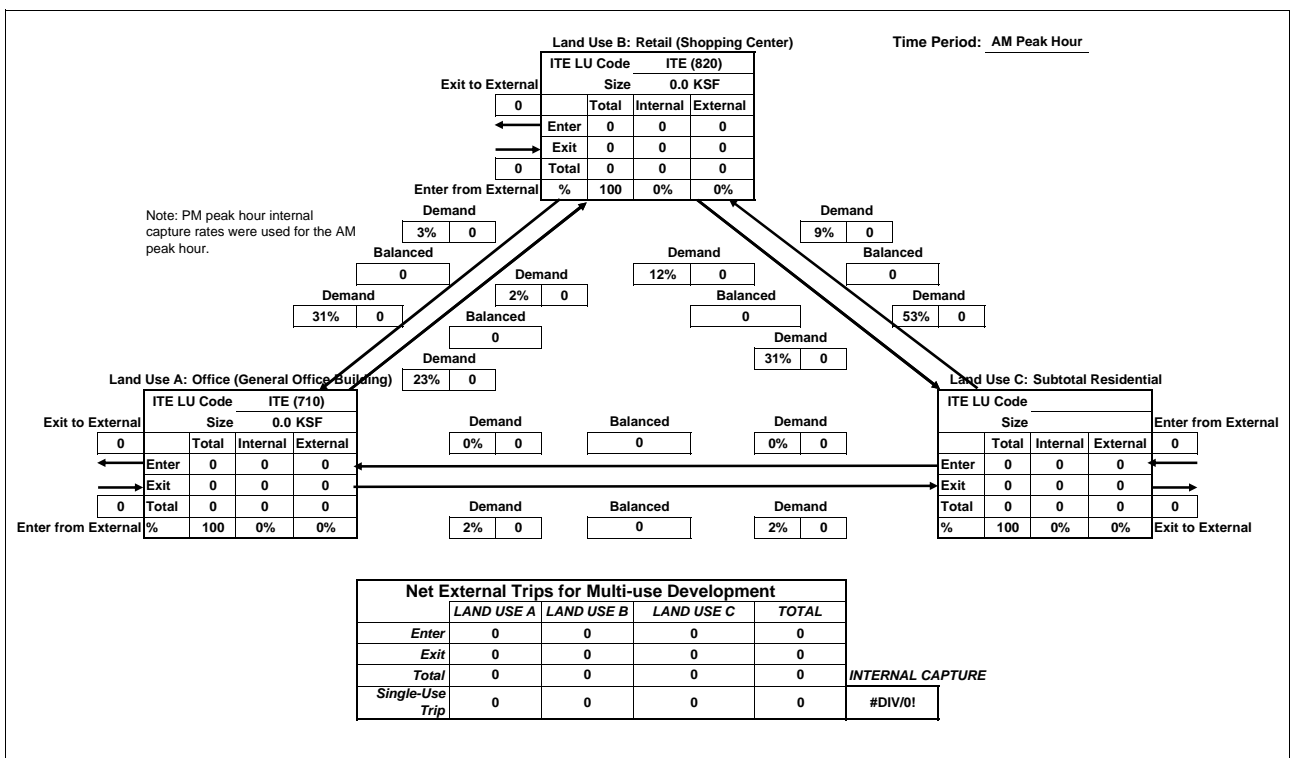 Land Use B: Retail (Shopping Center)
Time Period: AM Peak Hour
ITE LU Code ITE (820)
Exit to External Size 0.0 KSF
0 Total Internal External
Enter 0 0 0
Exit 0 0 0
0 Total 0 0 0
Enter from External % 100 0% 0%
Note: PM peak hour internal
capture rates were used for the AM
peak hour.
Demand
3% 0
Balanced
0
Demand
31% 0
Demand
2% 0
Balanced
0
Demand
23% 0
Demand
12% 0
Balanced
0
Demand
31% 0
Demand
9% 0
Balanced
0
Demand
53% 0
Land Use A: Office (General Office Building)
ITE LU Code ITE (710)
Exit to External Size 0.0 KSF
0 Total Internal External
Enter 0 0 0
Exit 0 0 0
0 Total 0 0 0
Enter from External % 100 0% 0%
Demand Balanced Demand
0% 0 0 0% 0
Demand Balanced Demand
2% 0 0 2% 0
Land Use C: Subtotal Residential
ITE LU Code
Size Enter from External
Total Internal External 0
Enter 0 0 0
Exit 0 0 0
Total 0 0 0 0
% 100 0% 0% Exit to External
Net External Trips for Multi-use Development
LAND USE A LAND USE B LAND USE C TOTAL
Enter 0 0 0 0
Exit 0 0 0 0
Total 0 0 0 0 INTERNAL CAPTURE
Single-Use
Trip 0 0 0 0 #DIV/0!